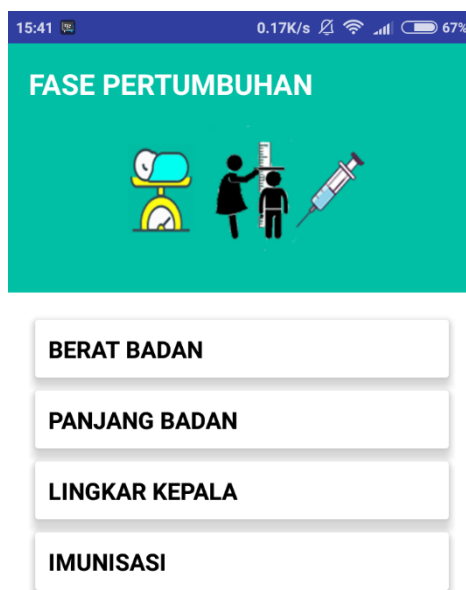 15:41 0.17K/s 67%
FASE PERTUMBUHAN
BERAT BADAN
PANJANG BADAN
LINGKAR KEPALA
IMUNISASI